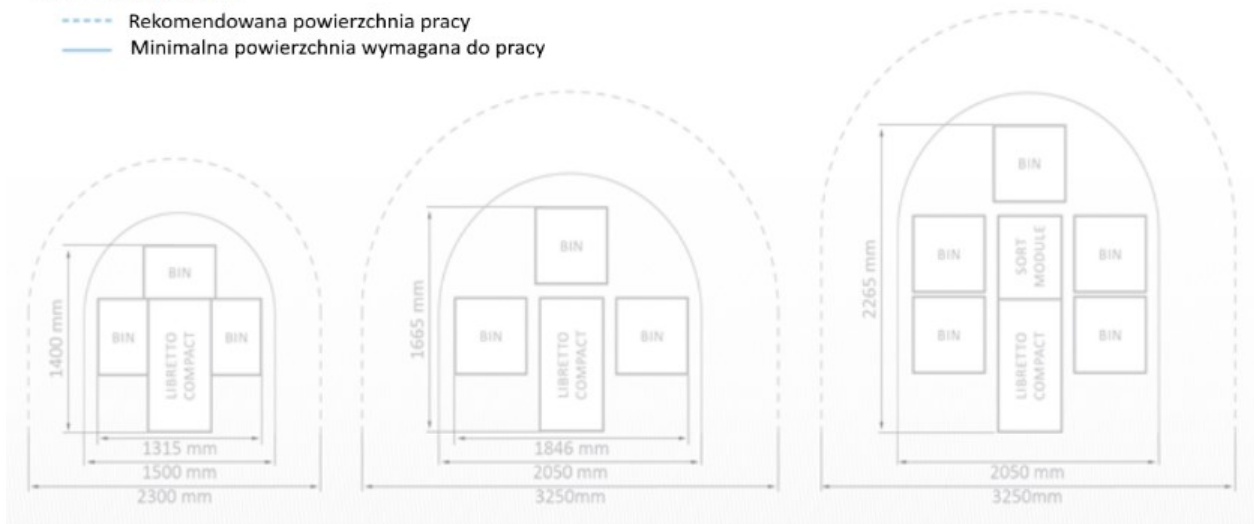 Rekomendowana powierzchnia pracy
Minimalna powierzchnia wymagana do pracy
BIN
BIN
BIN
LIBRETTO
COMPACT
1400 mm
1315 mm
1500 mm
2300 mm
BIN
BIN
BIN
LIBRETTO
COMPACT
1665 mm
1846 mm
2050 mm
3250mm
BIN
BIN
SORT
MODULE
BIN
BIN
LIBRETTO
COMPACT
BIN
2265 mm
2050 mm
3250mm